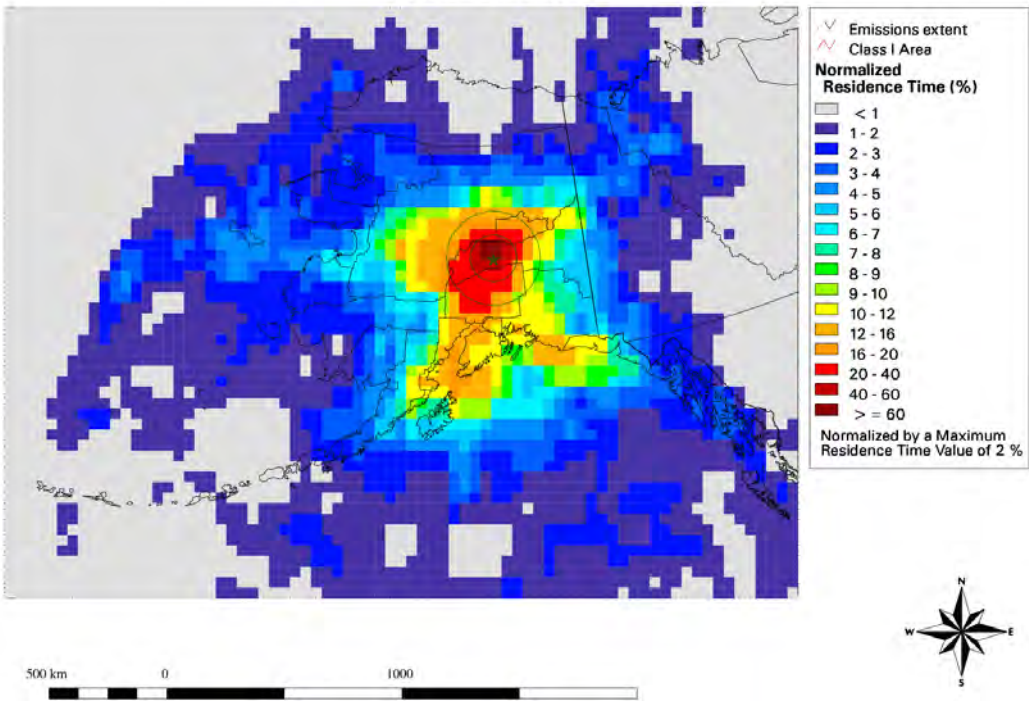 Emissions extent
Class I Area
Normalized
Residence Time (%)
< 1
1 - 2
2 - 3
3 - 4
4 - 5
5 - 6
6 - 7
7 - 8
8 - 9
9 - 10
10 - 12
12 - 16
16 - 20
20 - 40
40 - 60
> = 60
Normalized by a Maximum
Residence Time Value of 2 %
N
W E
S
500 km 0 1000